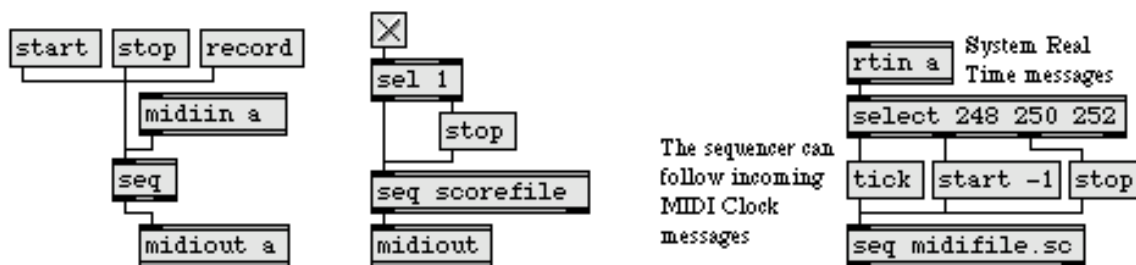 start stop record
midiin a
seq
midiout a
sel 1
stop
seq scorefile
midiout
rtin a
System Real
Time messages
select 248 250 252
The sequencer can
follow incoming
MIDI Clock
messages
tick start -1 stop
seq midifile.sc